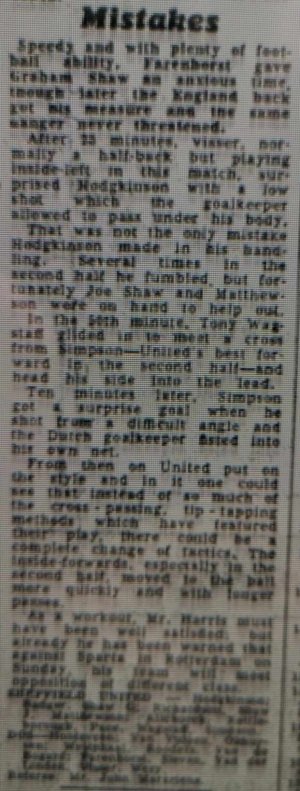 Mistakes
Speedy and with plenty of foot-
ball ability, Farenhorst gave
Graham Shaw an anxious time,
though later the England back
got his measure and the same
danger never threatened.
After 23 minutes, Visser, nor-
mally a half-back but playing
inside-left in this match, sur-
prised Hodgkinson with a low
shot which the goalkeeper
allowed to pass under his body.
That was not the only mistake
Hodgkinson made in his hand-
ling. Several times in the
second half he fumbled, but for-
tunately Joe Shaw and Matthew-
son were on hand to help out.
In the 56th minute, Tony Wag-
staff glided in to meet a cross
from Simpson—United's best for-
ward in the second half—and
head his side into the lead.
Ten minutes later, Simpson
got a surprise goal when he
shot from a difficult angle and
the Dutch goalkeeper fisted into
his own net.
From then on United put on
the style and in it one could
see that instead of so much of
the cross-passing, tip-tapping
methods which have featured
their play, there could be a
complete change of tactics. The
inside-forwards, especially in the
second half, moved to the ball
more quickly and with longer
passes.
As a workout, Mr. Harris must
have been well satisfied, but
already he has been warned that
against Sparta in Rotterdam on
Sunday, his team will meet
opposition of different class.
Hodgkinson;
Shaw
Referee: Mr. John